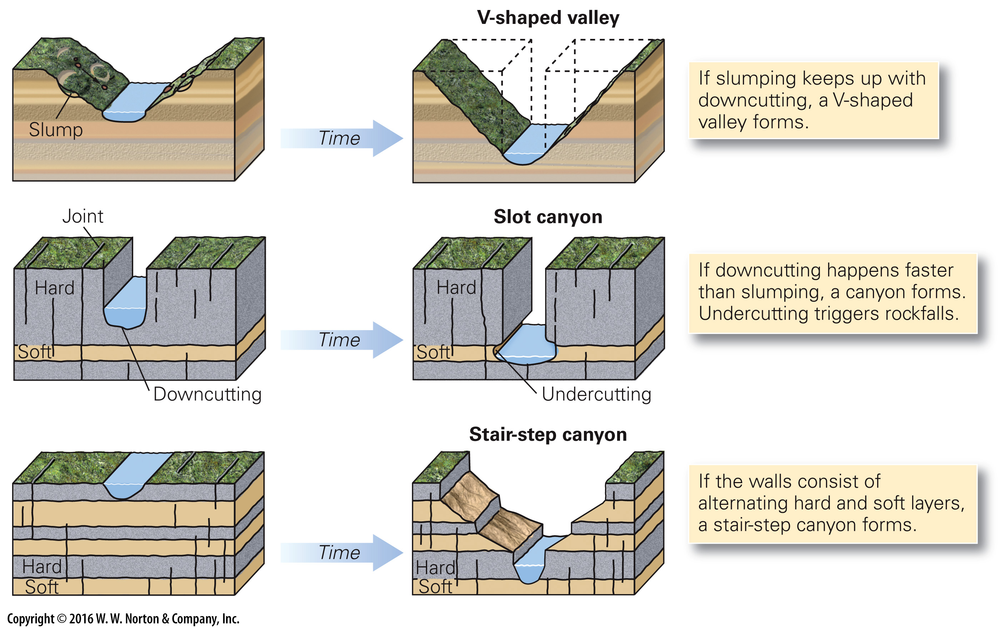 V-shaped valley
Slump
Time
If slumping keeps up with
downcutting, a V-shaped
valley forms.
Joint
Slot canyon
Hard
Soft
Downcutting
Time
Hard
Soft
Undercutting
If downcutting happens faster
than slumping, a canyon forms.
Undercutting triggers rockfalls.
Stair-step canyon
Hard
Soft
Time
Hard
Soft
If the walls consist of
alternating hard and soft layers,
a stair-step canyon forms.
Copyright © 2016 W. W. Norton & Company, Inc.